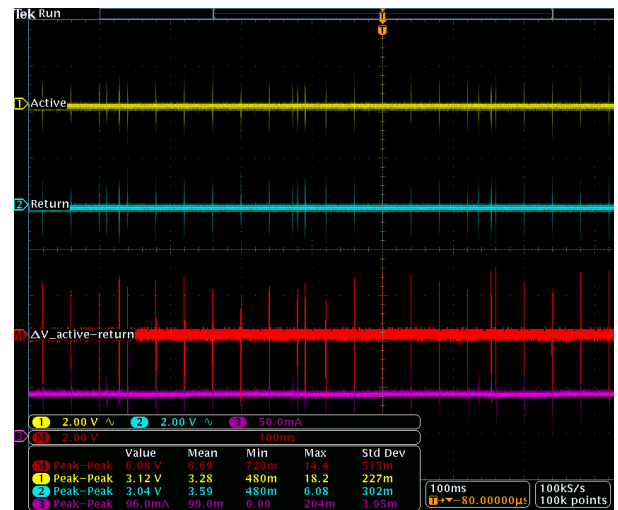 Tek Run
T
T
1 Active
2 Return
M ΔV_active-return
3
1 2.00 V ∿ 2 2.00 V ∿ 3 50.0mA
M 2.00 V 100ms
Value Mean Min Max Std Dev
M Peak-Peak 6.08 V 6.69 720m 14.4 515m
1 Peak-Peak 3.12 V 3.28 480m 18.2 227m
2 Peak-Peak 3.04 V 3.59 480m 6.08 302m
3 Peak-Peak 96.0mA 99.0m 0.00 204m 3.95m
100ms
T→▼-80.00000µs
100kS/s
100k points